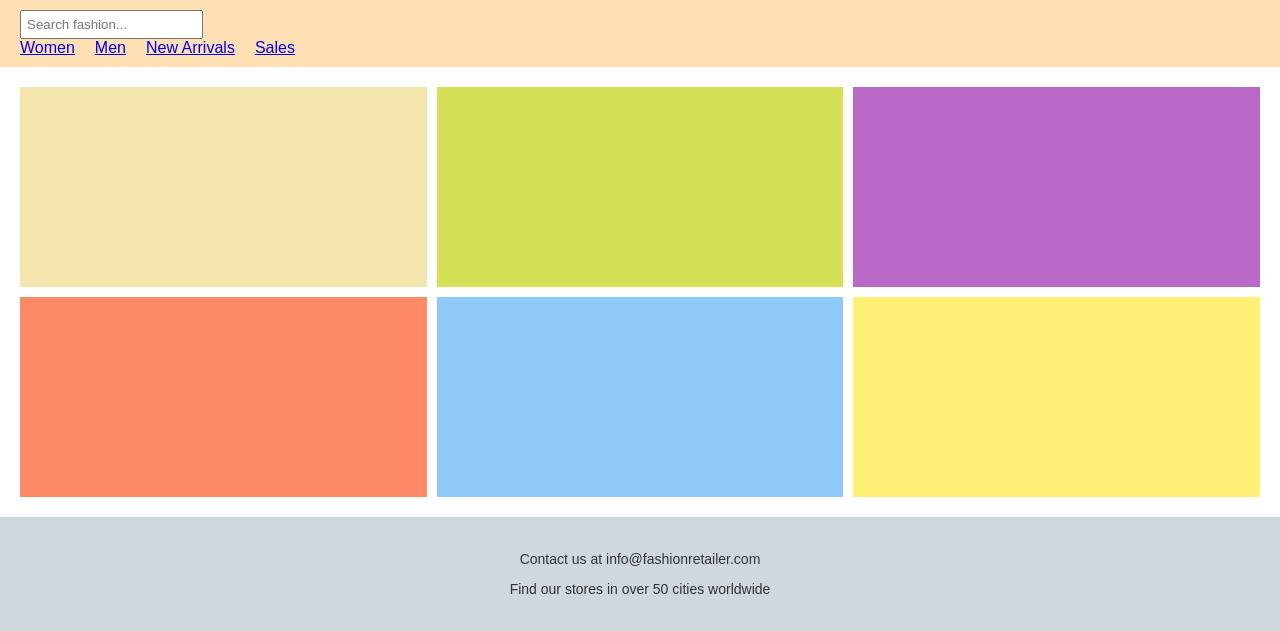 Search fashion...
Women Men New Arrivals Sales
Contact us at info@fashionretailer.com
Find our stores in over 50 cities worldwide